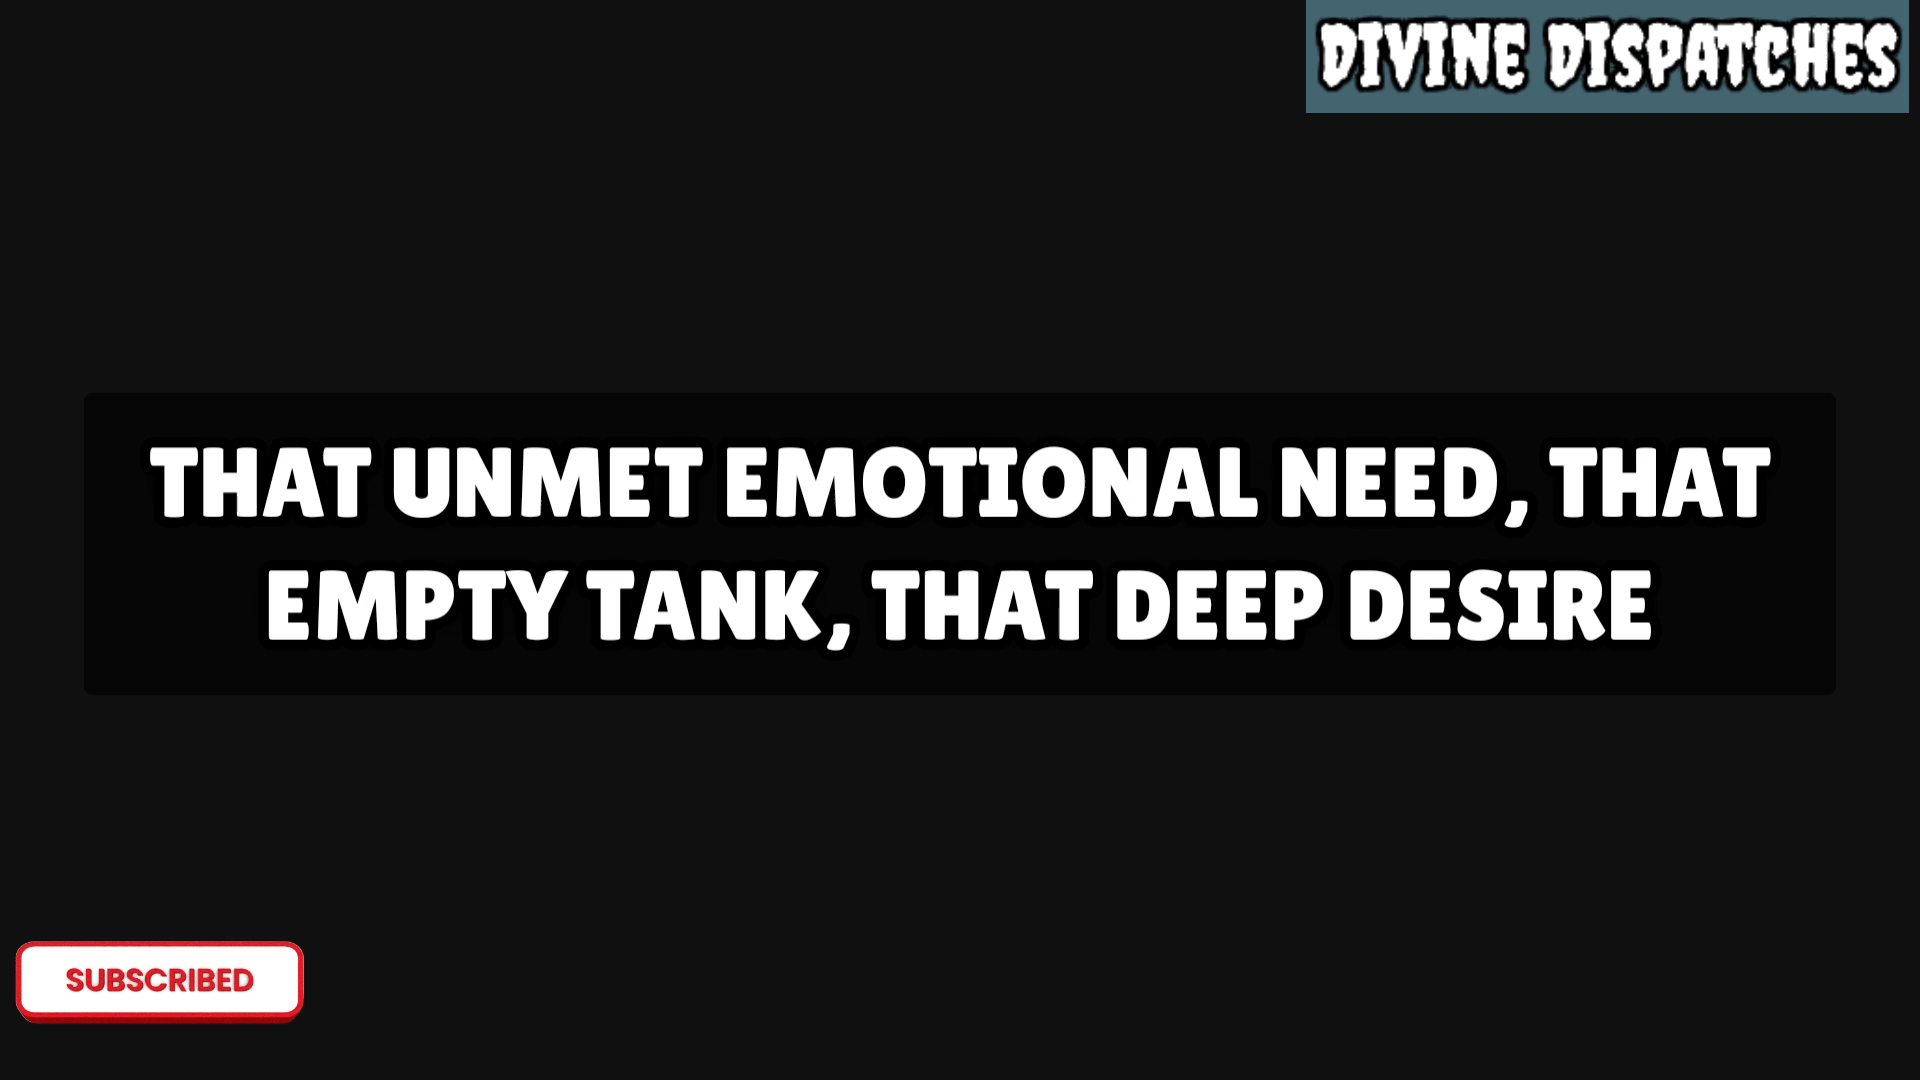 DIVINE DISPATCHES
THAT UNMET EMOTIONAL NEED, THAT
EMPTY TANK, THAT DEEP DESIRE
SUBSCRIBED